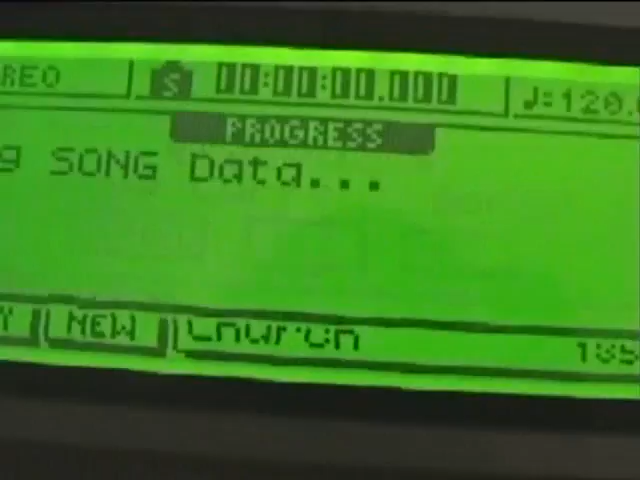 REO S 00:00:00.000 ♩=120.
PROGRESS
g SONG Data...
Y NEW